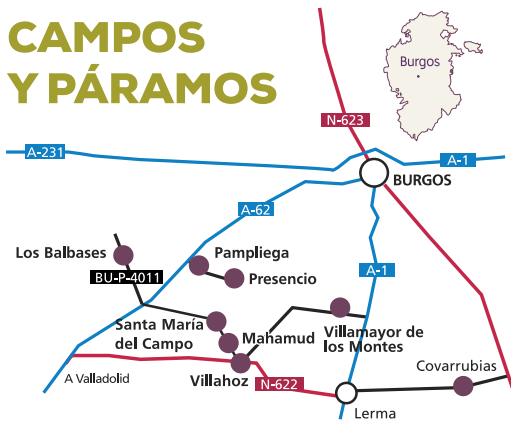 CAMPOS
Y PÁRAMOS
Burgos
N-623
A-231
A-1
BURGOS
A-62
Los Balbases
Pampliega
BU-P-4011
Presencio
A-1
Santa María
del Campo
Mahamud
Villamayor de
los Montes
Villahoz
A Valladolid
N-622
Covarrubias
Lerma